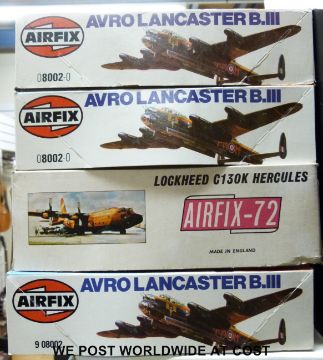 AVRO LANCASTER B.III
AIRFIX
08002-0
AVRO LANCASTER B.III
AIRFIX
08002-0
LOCKHEED C130K HERCULES
AIRFIX-72
MADE IN ENGLAND
AVRO LANCASTER B.III
AIRFIX
9 08002
WE POST WORLDWIDE AT COST